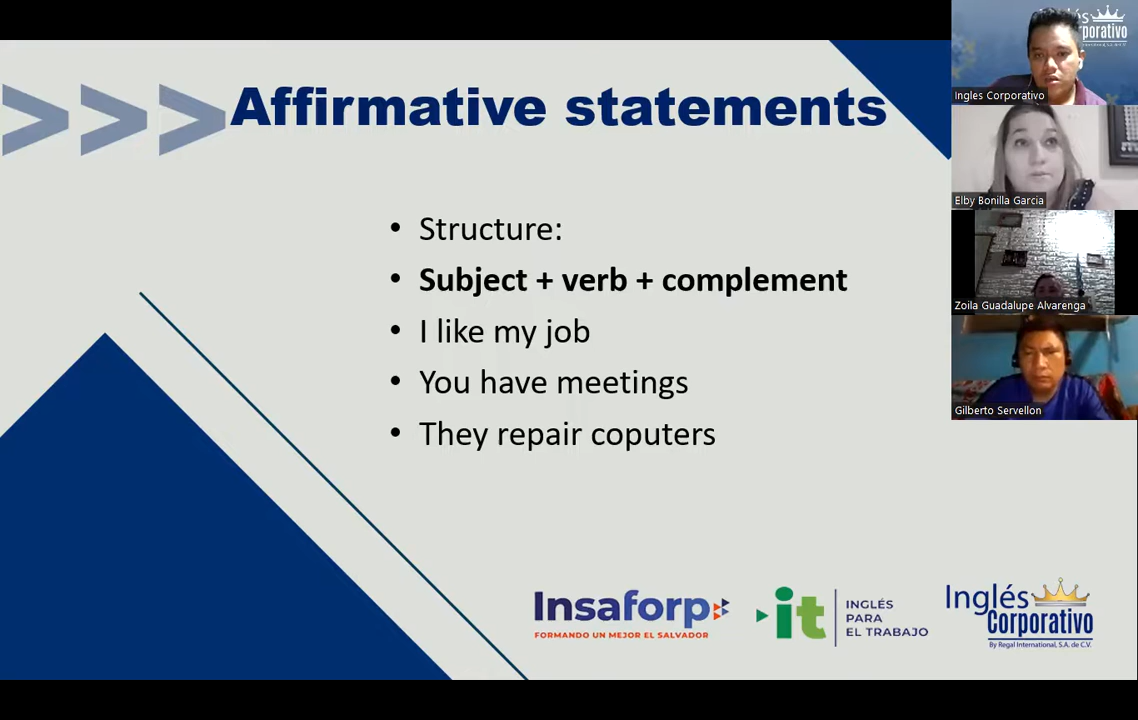 Affirmative statements
• Structure:
• Subject + verb + complement
• I like my job
• You have meetings
• They repair coputers
Insaforp
FORMANDO UN MEJOR EL SALVADOR
it
INGLÉS
PARA
EL TRABAJO
Inglés
Corporativo
By Regal International, S.A. de C.V.
Ingles Corporativo
Elby Bonilla Garcia
Zoila Guadalupe Alvarenga
Gilberto Servellon